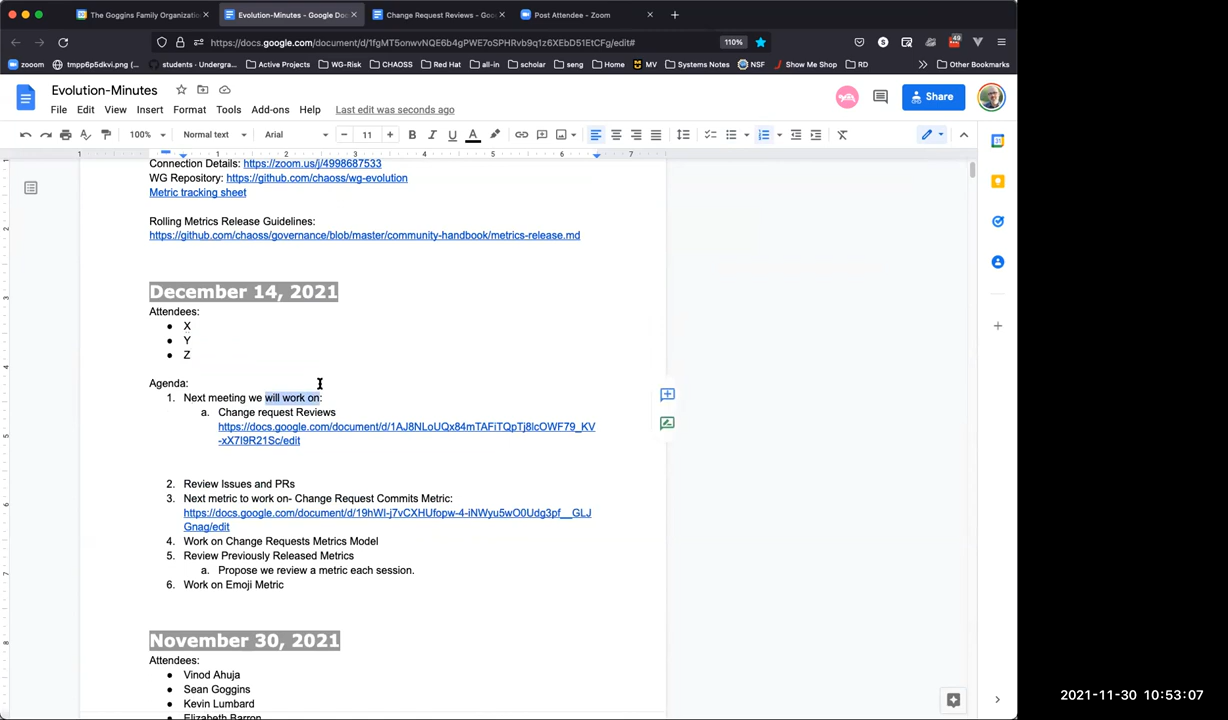 The Goggins Family Organizatio
Evolution-Minutes - Google Doc
Change Request Reviews - Goo
Post Attendee - Zoom
https://docs.google.com/document/d/1fgMT5onwvNQE6b4gPWE7oSPHRvb9q1z6XEbD51EtCFg/edit#
110%
49
zooom
tmppp6p5dkvi.png (...
students - Undergra...
Active Projects
WG-Risk
CHAOSS
Red Hat
all-in
scholar
seng
Home
MV
Systems Notes
NSF
Show Me Shop
RD
Other Bookmarks
Evolution-Minutes
File Edit View Insert Format Tools Add-ons Help Last edit was seconds ago
Share
100% Normal text Arial 11
Connection Details: https://zoom.us/j/4998687533
WG Repository: https://github.com/chaoss/wg-evolution
Metric tracking sheet
Rolling Metrics Release Guidelines:
https://github.com/chaoss/governance/blob/master/community-handbook/metrics-release.md
December 14, 2021
Attendees:
● X
● Y
● Z
Agenda:
1. Next meeting we will work on:
a. Change request Reviews
https://docs.google.com/document/d/1AJ8NLoUQx84mTAFiTQpTj8lcOWF79_KV
-xX7l9R21Sc/edit
2. Review Issues and PRs
3. Next metric to work on- Change Request Commits Metric:
https://docs.google.com/document/d/19hWl-j7vCXHUfopw-4-iNWyu5wO0Udg3pf__GLJ
Gnag/edit
4. Work on Change Requests Metrics Model
5. Review Previously Released Metrics
a. Propose we review a metric each session.
6. Work on Emoji Metric
November 30, 2021
Attendees:
● Vinod Ahuja
● Sean Goggins
● Kevin Lumbard
Elizabeth Barron
2021-11-30 10:53:07